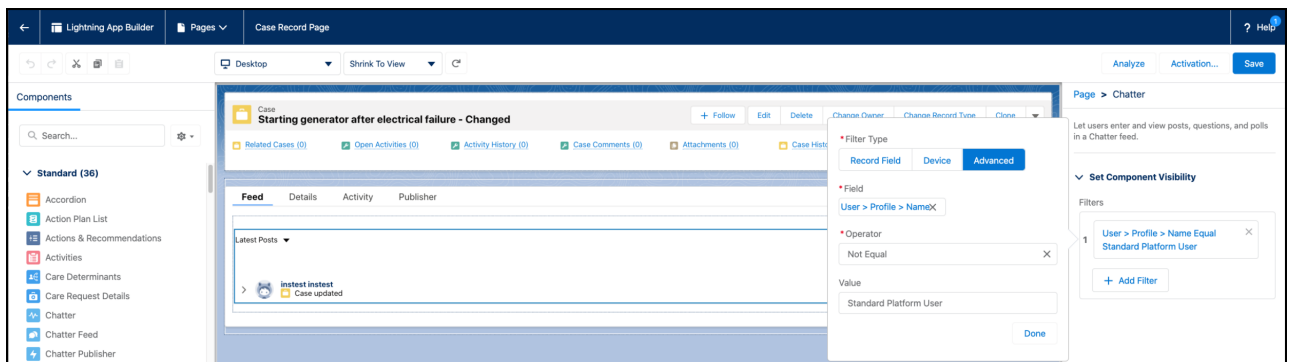 Lightning App Builder
Pages
Case Record Page
? Help
1
Desktop
Shrink To View
Analyze
Activation...
Save
Components
Search...
Standard (36)
Accordion
Action Plan List
Actions & Recommendations
Activities
Care Determinants
Care Request Details
Chatter
Chatter Feed
Chatter Publisher
Case
Starting generator after electrical failure - Changed
+ Follow
Edit
Delete
Change Owner
Change Record Type
Clone
Related Cases (0)
Open Activities (0)
Activity History (0)
Case Comments (0)
Attachments (0)
Case Histo
Feed
Details
Activity
Publisher
Latest Posts
instest instest
Case updated
* Filter Type
Record Field
Device
Advanced
* Field
User > Profile > Name
* Operator
Not Equal
Value
Standard Platform User
Done
Page > Chatter
Let users enter and view posts, questions, and polls
in a Chatter feed.
Set Component Visibility
Filters
1
User > Profile > Name Equal
Standard Platform User
+ Add Filter